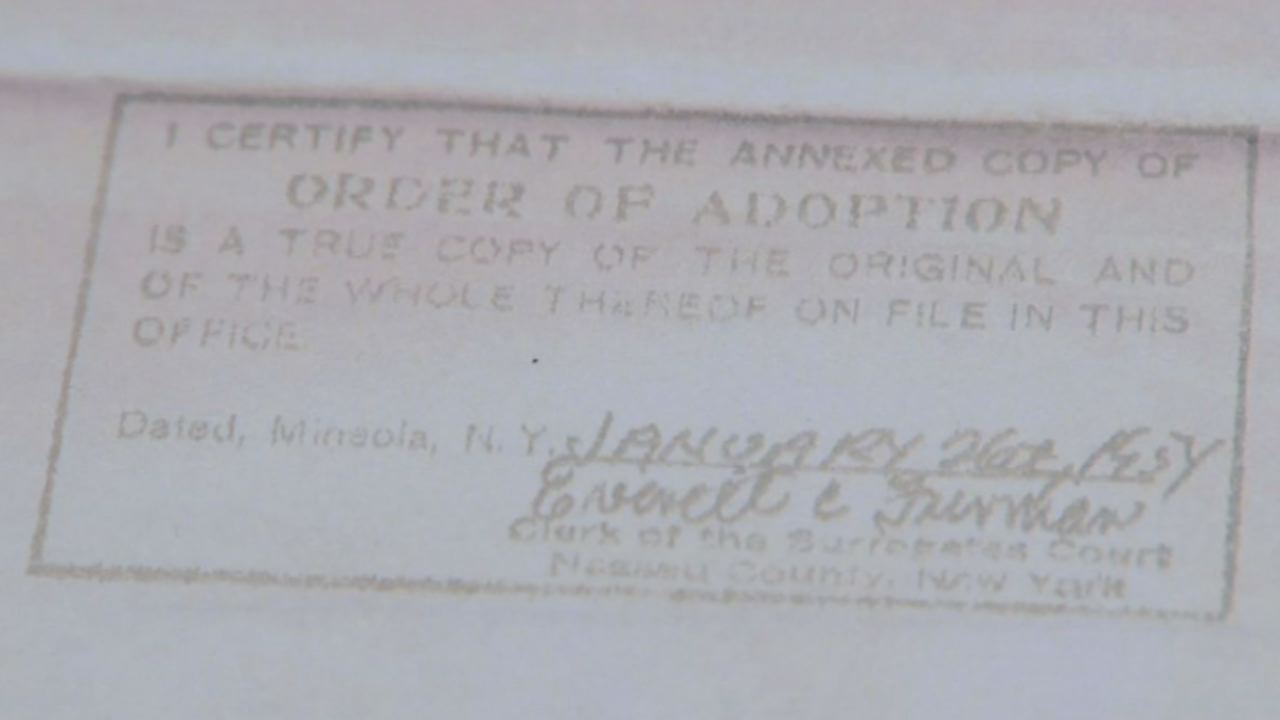 I CERTIFY THAT THE ANNEXED COPY OF
ORDER OF ADOPTION
IS A TRUE COPY OF THE ORIGINAL AND
OF THE WHOLE THEREOF ON FILE IN THIS
OFFICE.
Dated, Mineola, N. Y. JANUARY
Everett C
Clerk of the Surrogates Court
Nassau County, New York